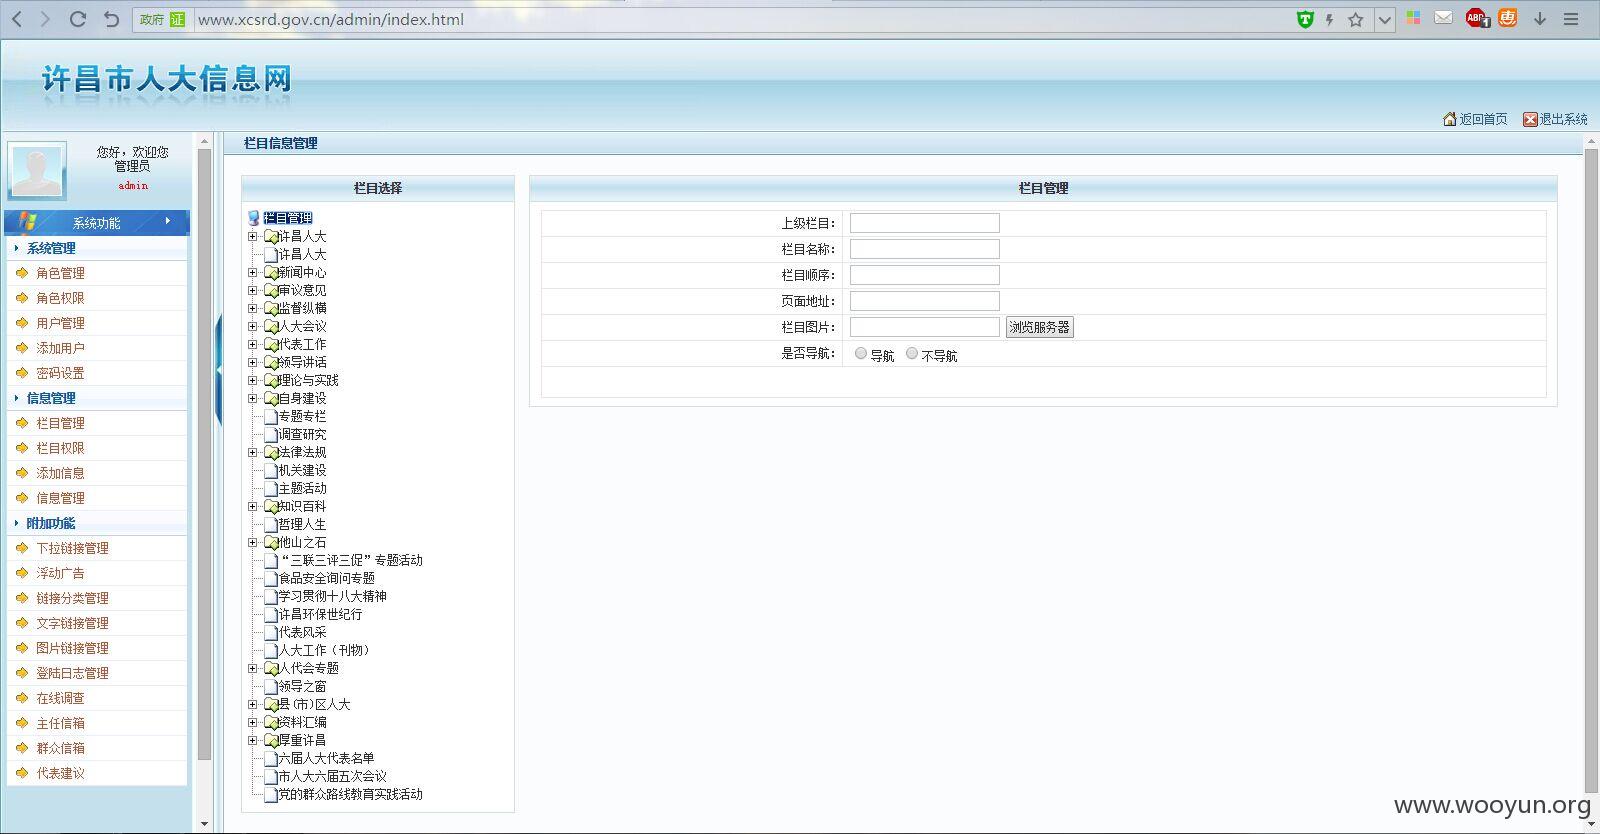 政府 证 www.xcsrd.gov.cn/admin/index.html
ABP 1 惠
许昌市人大信息网
返回首页 退出系统
您好，欢迎您
管理员
admin
系统功能
系统管理
角色管理
角色权限
用户管理
添加用户
密码设置
信息管理
栏目管理
栏目权限
添加信息
信息管理
附加功能
下拉链接管理
浮动广告
链接分类管理
文字链接管理
图片链接管理
登陆日志管理
在线调查
主任信箱
群众信箱
代表建议
栏目信息管理
栏目选择
栏目管理
许昌人大
许昌人大
新闻中心
审议意见
监督纵横
人大会议
代表工作
领导讲话
理论与实践
自身建设
专题专栏
调查研究
法律法规
机关建设
主题活动
知识百科
哲理人生
他山之石
“三联三评三促”专题活动
食品安全询问专题
学习贯彻十八大精神
许昌环保世纪行
代表风采
人大工作（刊物）
人代会专题
领导之窗
县(市)区人大
资料汇编
厚重许昌
六届人大代表名单
市人大六届五次会议
党的群众路线教育实践活动
栏目管理
上级栏目：
栏目名称：
栏目顺序：
页面地址：
栏目图片： 浏览服务器
是否导航： 导航 不导航
www.wooyun.org